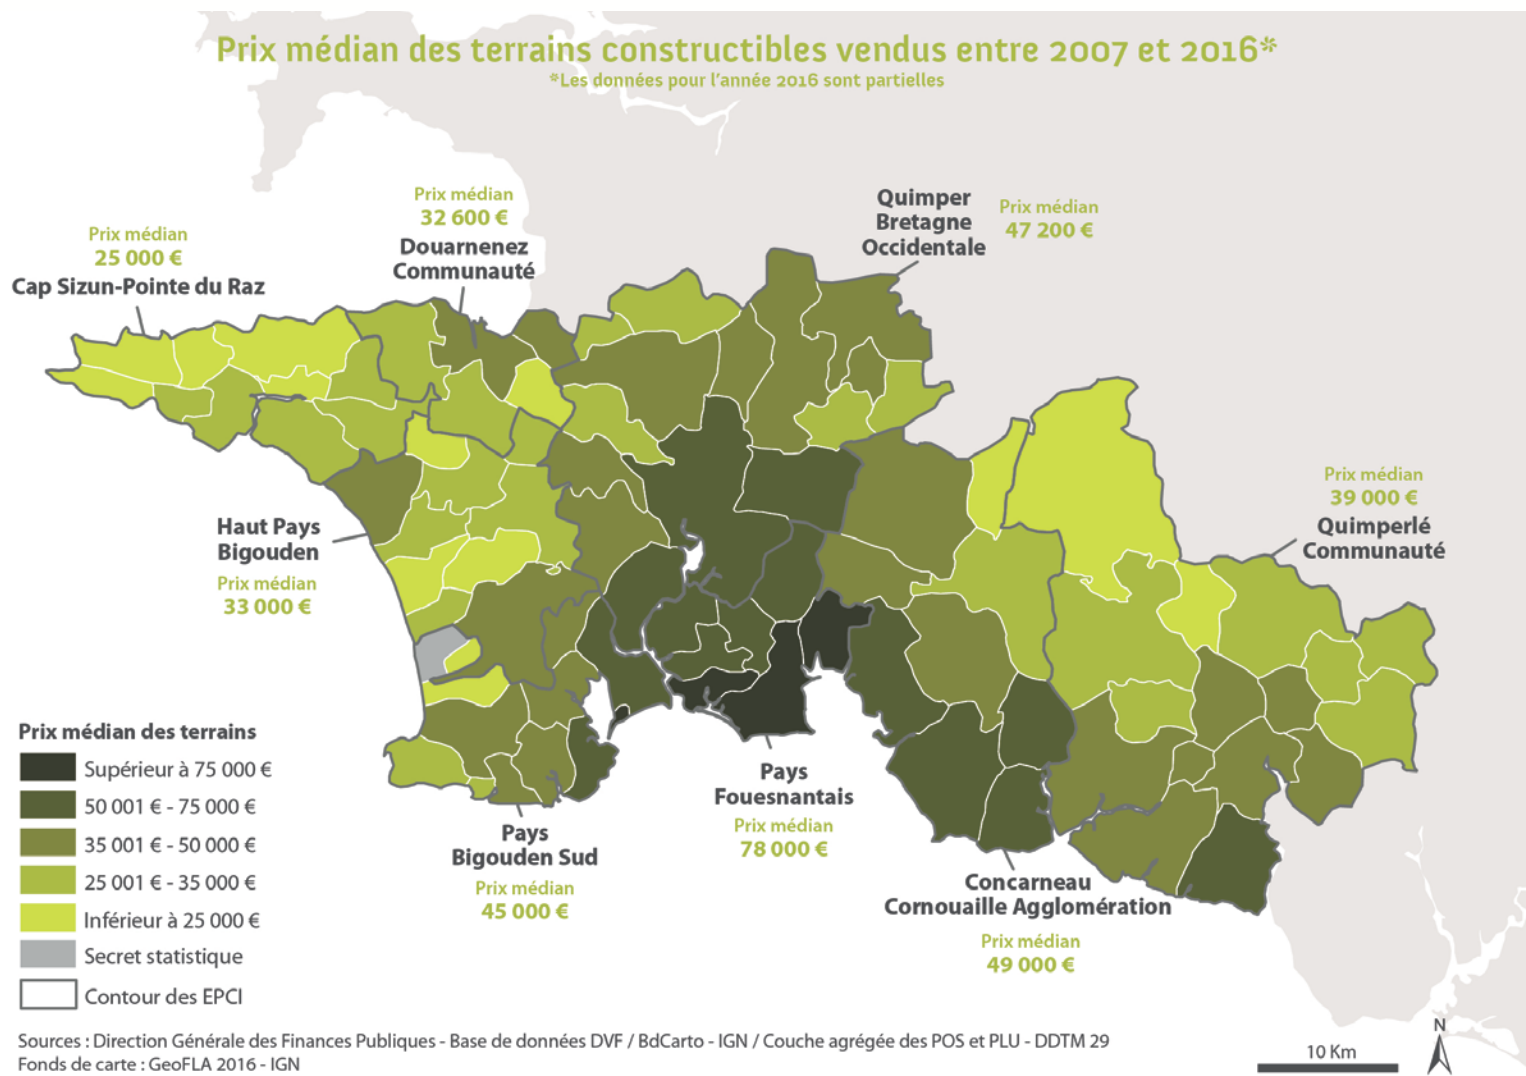 Prix médian des terrains constructibles vendus entre 2007 et 2016*
*Les données pour l'année 2016 sont partielles
Prix médian
25 000 €
Cap Sizun-Pointe du Raz
Prix médian
32 600 €
Douarnenez
Communauté
Quimper
Bretagne
Occidentale
Prix médian
47 200 €
Prix médian
39 000 €
Quimperlé
Communauté
Haut Pays
Bigouden
Prix médian
33 000 €
Pays
Bigouden Sud
Prix médian
45 000 €
Pays
Fouesnantais
Prix médian
78 000 €
Concarneau
Cornouaille Agglomération
Prix médian
49 000 €
Prix médian des terrains
Supérieur à 75 000 €
50 001 € - 75 000 €
35 001 € - 50 000 €
25 001 € - 35 000 €
Inférieur à 25 000 €
Secret statistique
Contour des EPCI
Sources : Direction Générale des Finances Publiques - Base de données DVF / BdCarto - IGN / Couche agrégée des POS et PLU - DDTM 29
Fonds de carte : GeoFLA 2016 - IGN
10 Km
N